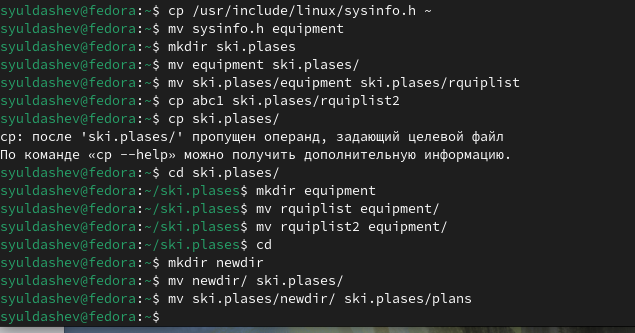 syuldashev@fedora:~$ cp /usr/include/linux/sysinfo.h ~
syuldashev@fedora:~$ mv sysinfo.h equipment
syuldashev@fedora:~$ mkdir ski.plases
syuldashev@fedora:~$ mv equipment ski.plases/
syuldashev@fedora:~$ mv ski.plases/equipment ski.plases/rquiplist
syuldashev@fedora:~$ cp abc1 ski.plases/rquiplist2
syuldashev@fedora:~$ cp ski.plases/
cp: после 'ski.plases/' пропущен операнд, задающий целевой файл
По команде «cp --help» можно получить дополнительную информацию.
syuldashev@fedora:~$ cd ski.plases/
syuldashev@fedora:~/ski.plases$ mkdir equipment
syuldashev@fedora:~/ski.plases$ mv rquiplist equipment/
syuldashev@fedora:~/ski.plases$ mv rquiplist2 equipment/
syuldashev@fedora:~/ski.plases$ cd
syuldashev@fedora:~$ mkdir newdir
syuldashev@fedora:~$ mv newdir/ ski.plases/
syuldashev@fedora:~$ mv ski.plases/newdir/ ski.plases/plans
syuldashev@fedora:~$